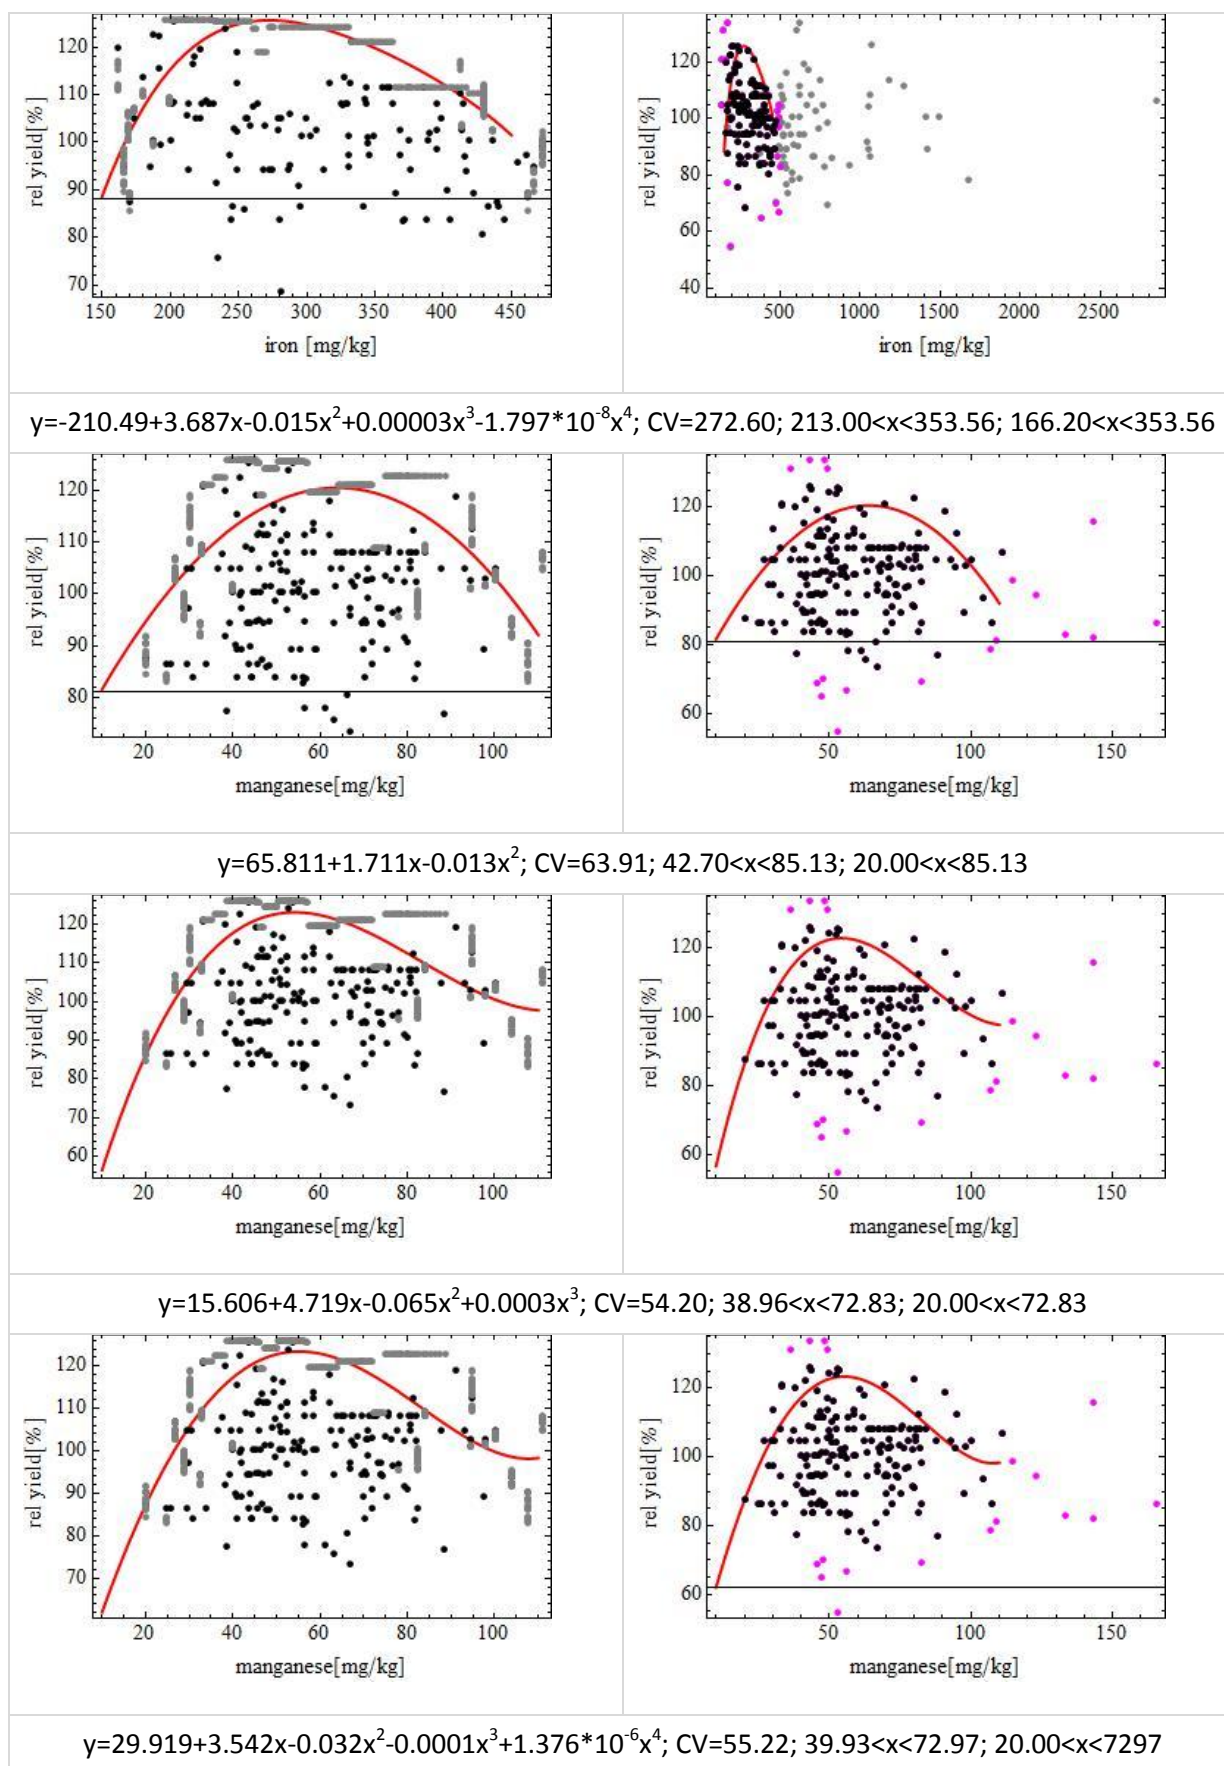 120
110
100
90
80
70
rel yield[%]
150 200 250 300 350 400 450
iron [mg/kg]
120
100
80
60
40
rel yield[%]
500 1000 1500 2000 2500
iron [mg/kg]
y=-210.49+3.687x-0.015x²+0.00003x³-1.797*10⁻⁸x⁴; CV=272.60; 213.00<x<353.56; 166.20<x<353.56
120
110
100
90
80
rel yield[%]
20 40 60 80 100
manganese[mg/kg]
120
100
80
60
rel yield[%]
50 100 150
manganese[mg/kg]
y=65.811+1.711x-0.013x²; CV=63.91; 42.70<x<85.13; 20.00<x<85.13
120
110
100
90
80
70
60
rel yield[%]
20 40 60 80 100
manganese[mg/kg]
120
100
80
60
rel yield[%]
50 100 150
manganese[mg/kg]
y=15.606+4.719x-0.065x²+0.0003x³; CV=54.20; 38.96<x<72.83; 20.00<x<72.83
120
110
100
90
80
70
rel yield[%]
20 40 60 80 100
manganese[mg/kg]
120
100
80
60
rel yield[%]
50 100 150
manganese[mg/kg]
y=29.919+3.542x-0.032x²-0.0001x³+1.376*10⁻⁶x⁴; CV=55.22; 39.93<x<72.97; 20.00<x<7297